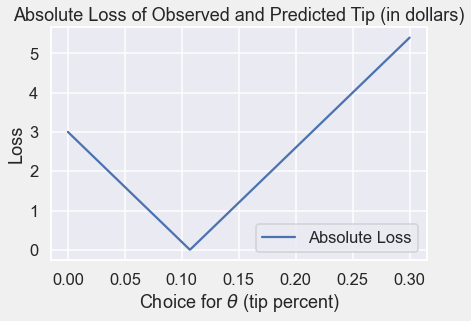 Absolute Loss of Observed and Predicted Tip (in dollars)
5
4
3
2
1
0
Loss
Absolute Loss
0.00 0.05 0.10 0.15 0.20 0.25 0.30
Choice for θ (tip percent)